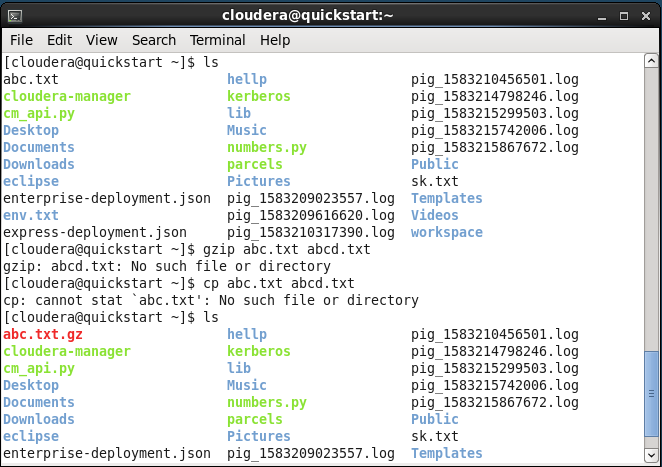 cloudera@quickstart:~
File Edit View Search Terminal Help
[cloudera@quickstart ~]$ ls
abc.txt hellp pig_1583210456501.log
cloudera-manager kerberos pig_1583214798246.log
cm_api.py lib pig_1583215299503.log
Desktop Music pig_1583215742006.log
Documents numbers.py pig_1583215867672.log
Downloads parcels Public
eclipse Pictures sk.txt
enterprise-deployment.json pig_1583209023557.log Templates
env.txt pig_1583209616620.log Videos
express-deployment.json pig_1583210317390.log workspace
[cloudera@quickstart ~]$ gzip abc.txt abcd.txt
gzip: abcd.txt: No such file or directory
[cloudera@quickstart ~]$ cp abc.txt abcd.txt
cp: cannot stat `abc.txt': No such file or directory
[cloudera@quickstart ~]$ ls
abc.txt.gz hellp pig_1583210456501.log
cloudera-manager kerberos pig_1583214798246.log
cm_api.py lib pig_1583215299503.log
Desktop Music pig_1583215742006.log
Documents numbers.py pig_1583215867672.log
Downloads parcels Public
eclipse Pictures sk.txt
enterprise-deployment.json pig_1583209023557.log Templates